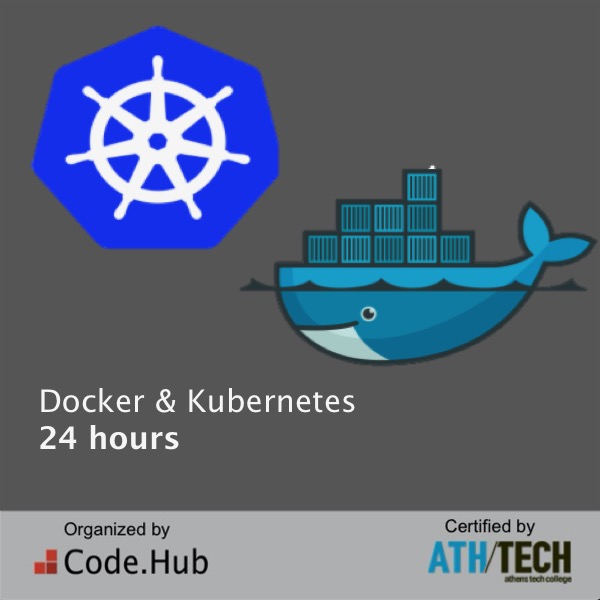 Docker & Kubernetes
24 hours
Organized by
Code.Hub
Certified by
ATH/TECH
athens tech college